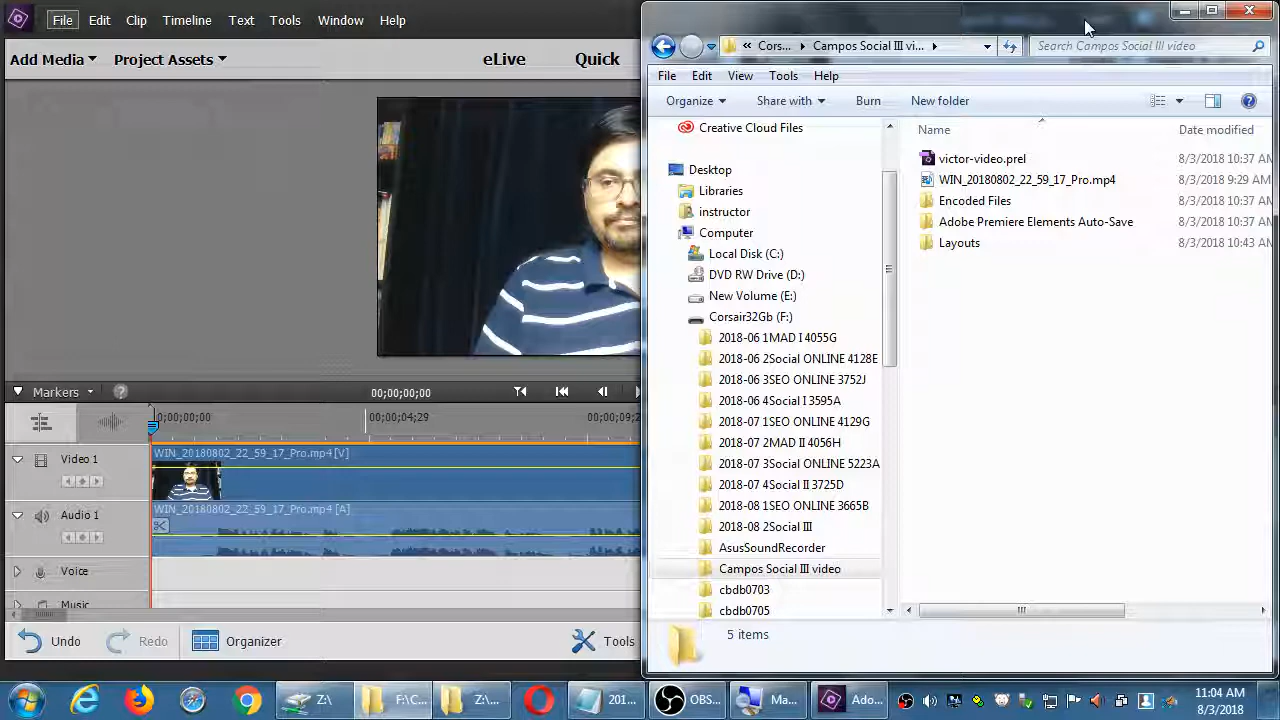 File Edit Clip Timeline Text Tools Window Help
Add Media Project Assets eLive Quick
Markers 00;00;00;00
0;00;00;00 00;00;04;29 00;00;09;2
Video 1 WIN_20180802_22_59_17_Pro.mp4 [V]
Audio 1 WIN_20180802_22_59_17_Pro.mp4 [A]
Voice
Music
Undo Redo Organizer Tools
« Cors... Campos Social III vi... Search Campos Social III video
File Edit View Tools Help
Organize Share with Burn New folder
Creative Cloud Files
Desktop
Libraries
instructor
Computer
Local Disk (C:)
DVD RW Drive (D:)
New Volume (E:)
Corsair32Gb (F:)
2018-06 1MAD I 4055G
2018-06 2Social ONLINE 4128E
2018-06 3SEO ONLINE 3752J
2018-06 4Social I 3595A
2018-07 1SEO ONLINE 4129G
2018-07 2MAD II 4056H
2018-07 3Social ONLINE 5223A
2018-07 4Social II 3725D
2018-08 1SEO ONLINE 3665B
2018-08 2Social III
AsusSoundRecorder
Campos Social III video
cbdb0703
cbdb0705
Name Date modified
victor-video.prel 8/3/2018 10:37 AM
WIN_20180802_22_59_17_Pro.mp4 8/3/2018 9:29 AM
Encoded Files 8/3/2018 10:37 AM
Adobe Premiere Elements Auto-Save 8/3/2018 10:37 AM
Layouts 8/3/2018 10:43 AM
5 items
Z:\ F:\C... Z:\... 201... OBS... Ma... Ado... 11:04 AM
8/3/2018